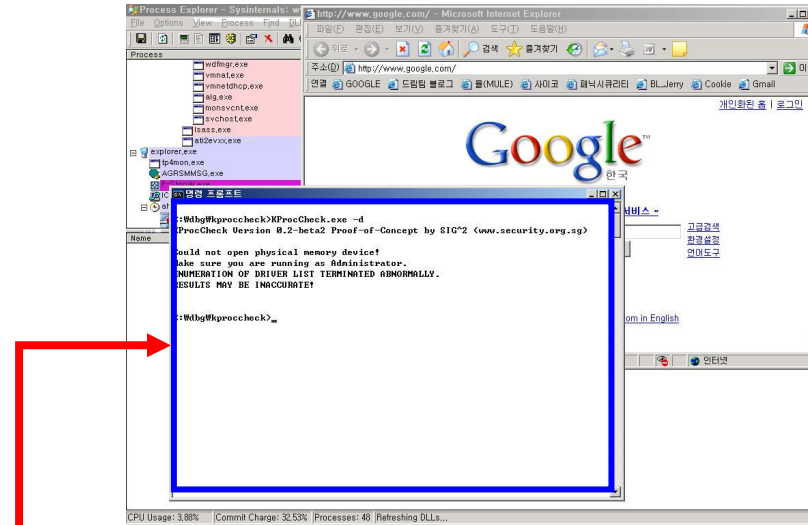 Process Explorer - Sysinternals: w
File Options View Process Find DL
Process
wdfmgr.exe
vmnat.exe
vmnetdhcp.exe
alg.exe
monsvcnt.exe
svchost.exe
lsass.exe
ati2evxx.exe
explorer.exe
tp4mon.exe
AGRSMMSG.exe
Name
http://www.google.com/ - Microsoft Internet Explorer
파일(F) 편집(E) 보기(V) 즐겨찾기(A) 도구(T) 도움말(H)
뒤로 검색 즐겨찾기
주소(D) http://www.google.com/
연결 GOOGLE 드림팀 블로그 뮬(MULE) 사이코 패닉시큐리티 BL_Jerry Cookie Gmail
개인화된 홈 | 로그인
Google™
한국
고급검색
환경설정
언어도구
om in English
인터넷
명령 프롬프트
C:₩dbg₩kproccheck>KProcCheck.exe -d
KProcCheck Version 0.2-beta2 Proof-of-Concept by SIG^2 (www.security.org.sg)
Could not open physical memory device!
Make sure you are running as Administrator.
ENUMERATION OF DRIVER LIST TERMINATED ABNORMALLY.
RESULTS MAY BE INACCURATE!
C:₩dbg₩kproccheck>_
CPU Usage: 3,88% Commit Charge: 32,53% Processes: 48 Refreshing DLLs...